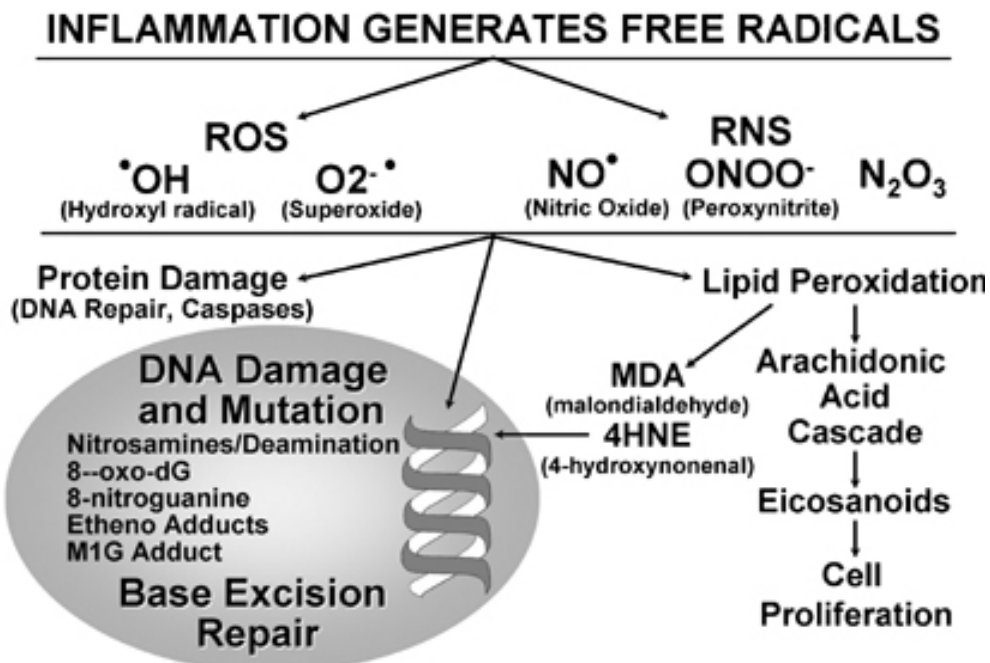 INFLAMMATION GENERATES FREE RADICALS
ROS
•OH
(Hydroxyl radical)
O2-•
(Superoxide)
RNS
NO•
(Nitric Oxide)
ONOO-
(Peroxynitrite)
N2O3
Protein Damage
(DNA Repair, Caspases)
Lipid Peroxidation
DNA Damage
and Mutation
Nitrosamines/Deamination
8--oxo-dG
8-nitroguanine
Etheno Adducts
M1G Adduct
Base Excision
Repair
MDA
(malondialdehyde)
4HNE
(4-hydroxynonenal)
Arachidonic
Acid
Cascade
Eicosanoids
Cell
Proliferation